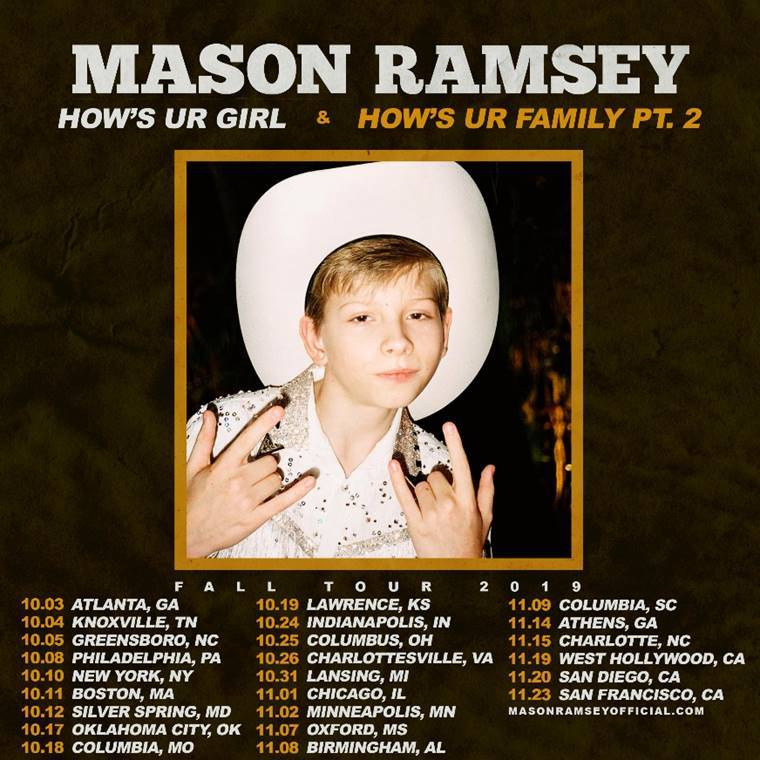 MASON RAMSEY
HOW'S UR GIRL & HOW'S UR FAMILY PT. 2
FALL TOUR 2019
10.03 ATLANTA, GA
10.04 KNOXVILLE, TN
10.05 GREENSBORO, NC
10.08 PHILADELPHIA, PA
10.10 NEW YORK, NY
10.11 BOSTON, MA
10.12 SILVER SPRING, MD
10.17 OKLAHOMA CITY, OK
10.18 COLUMBIA, MO
10.19 LAWRENCE, KS
10.24 INDIANAPOLIS, IN
10.25 COLUMBUS, OH
10.26 CHARLOTTESVILLE, VA
10.31 LANSING, MI
11.01 CHICAGO, IL
11.02 MINNEAPOLIS, MN
11.07 OXFORD, MS
11.08 BIRMINGHAM, AL
11.09 COLUMBIA, SC
11.14 ATHENS, GA
11.15 CHARLOTTE, NC
11.19 WEST HOLLYWOOD, CA
11.20 SAN DIEGO, CA
11.23 SAN FRANCISCO, CA
MASONRAMSEYOFFICIAL.COM